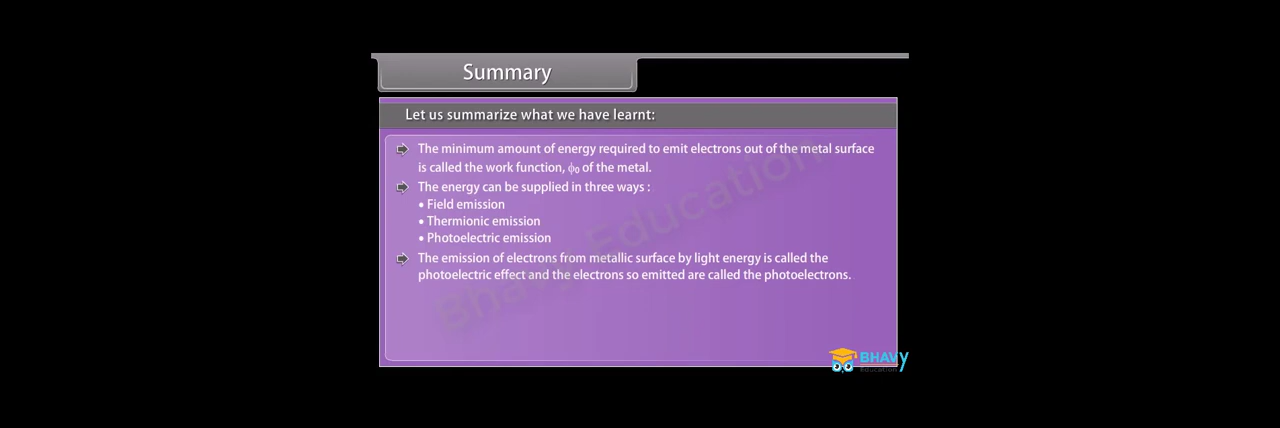 Summary
Let us summarize what we have learnt:
The minimum amount of energy required to emit electrons out of the metal surface
is called the work function, ϕ₀ of the metal.
The energy can be supplied in three ways :
• Field emission
• Thermionic emission
• Photoelectric emission
The emission of electrons from metallic surface by light energy is called the
photoelectric effect and the electrons so emitted are called the photoelectrons.
Bhavy Education
BHAVY
Education